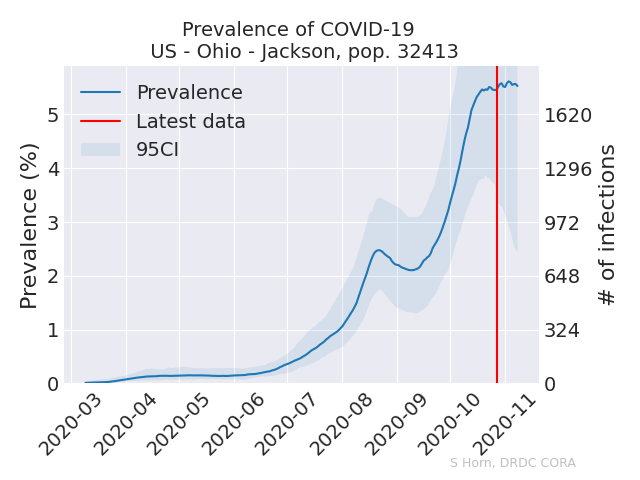 Prevalence of COVID-19
US - Ohio - Jackson, pop. 32413
Prevalence
Latest data
95CI
Prevalence (%)
5
4
3
2
1
0
1620
1296
972
648
324
0
# of infections
2020-03
2020-04
2020-05
2020-06
2020-07
2020-08
2020-09
2020-10
2020-11
S Horn, DRDC CORA